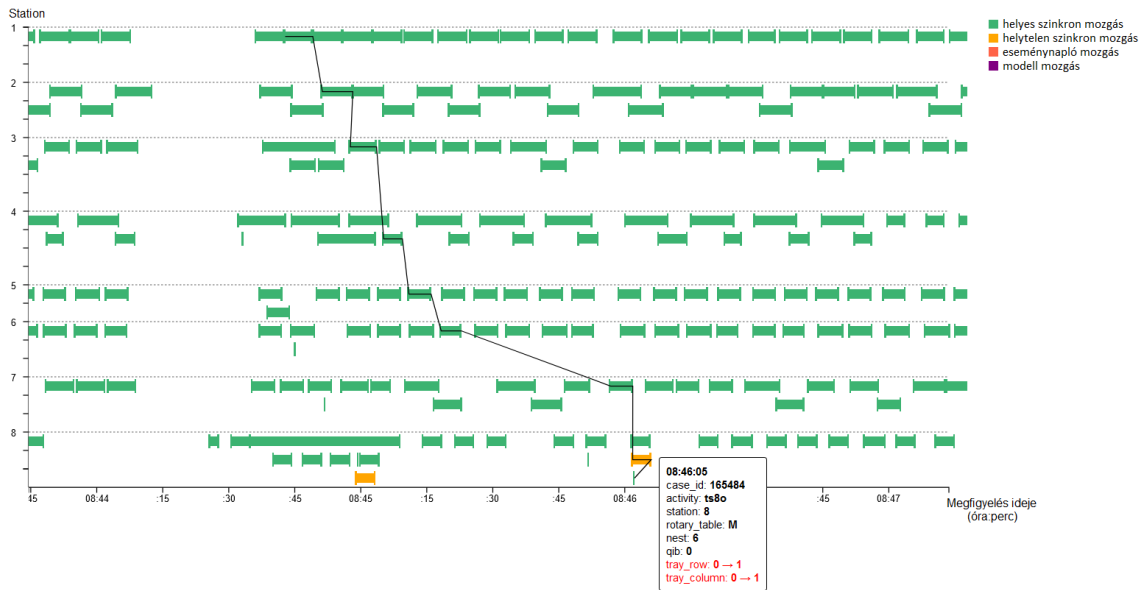 Station
helyes szinkron mozgás
helytelen szinkron mozgás
eseménynapló mozgás
modell mozgás
1
2
3
4
5
6
7
8
08:46:05
case_id: 165484
activity: ts8o
station: 8
rotary_table: M
nest: 6
qib: 0
tray_row: 0 → 1
tray_column: 0 → 1
:45 08:44 :15 :30 :45 08:45 :15 :30 :45 08:46 :45 08:47
Megfigyelés ideje
(óra:perc)